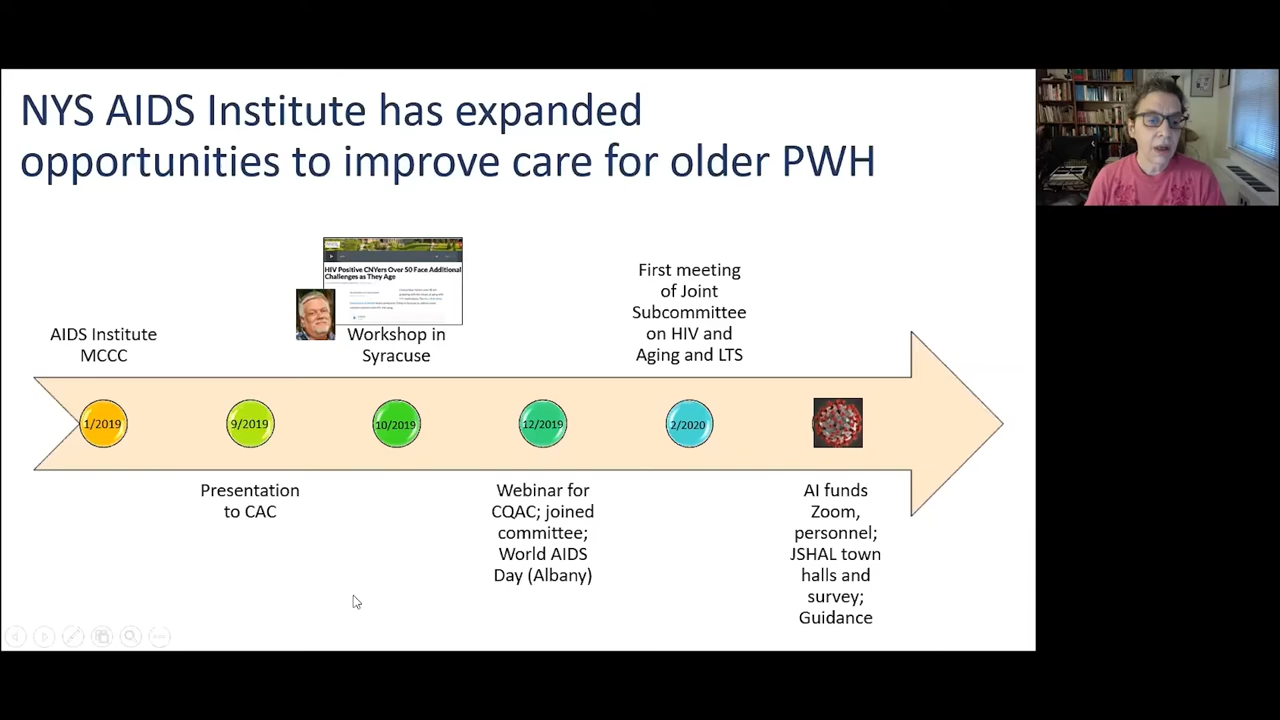 NYS AIDS Institute has expanded
opportunities to improve care for older PWH
HIV Positive CNYers Over 50 Face Additional
Challenges as They Age
AIDS Institute
MCCC
Workshop in
Syracuse
First meeting
of Joint
Subcommittee
on HIV and
Aging and LTS
1/2019
9/2019
10/2019
12/2019
2/2020
Presentation
to CAC
Webinar for
CQAC; joined
committee;
World AIDS
Day (Albany)
AI funds
Zoom,
personnel;
JSHAL town
halls and
survey;
Guidance